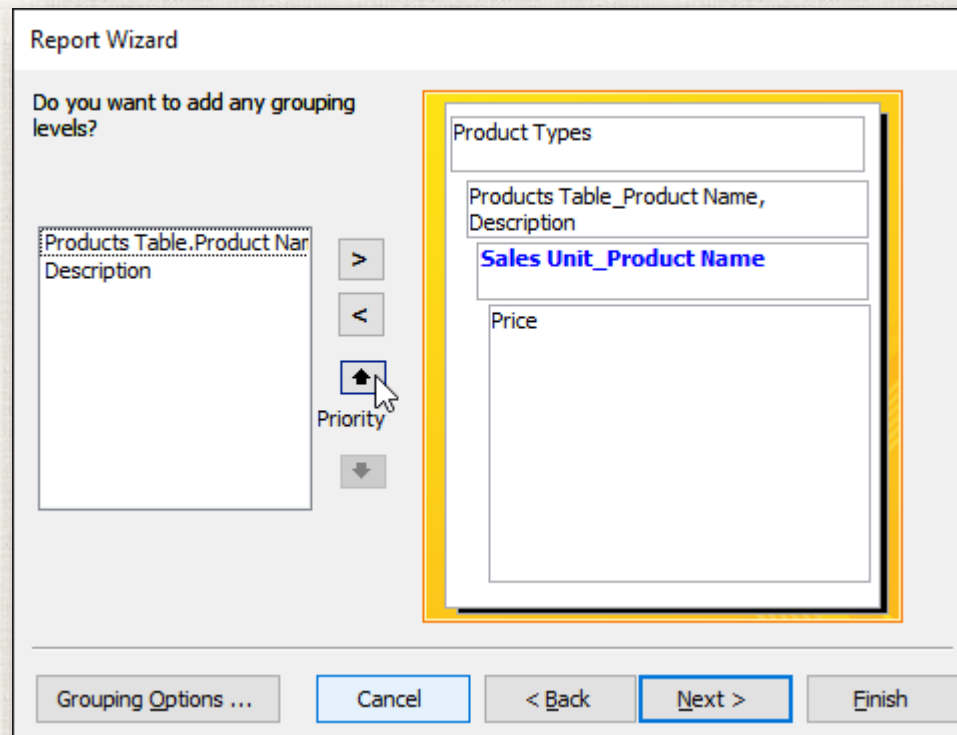 Report Wizard
Do you want to add any grouping
levels?
Products Table.Product Nar
Description
>
<
Priority
Product Types
Products Table_Product Name,
Description
Sales Unit_Product Name
Price
Grouping Options ...
Cancel
< Back
Next >
Finish